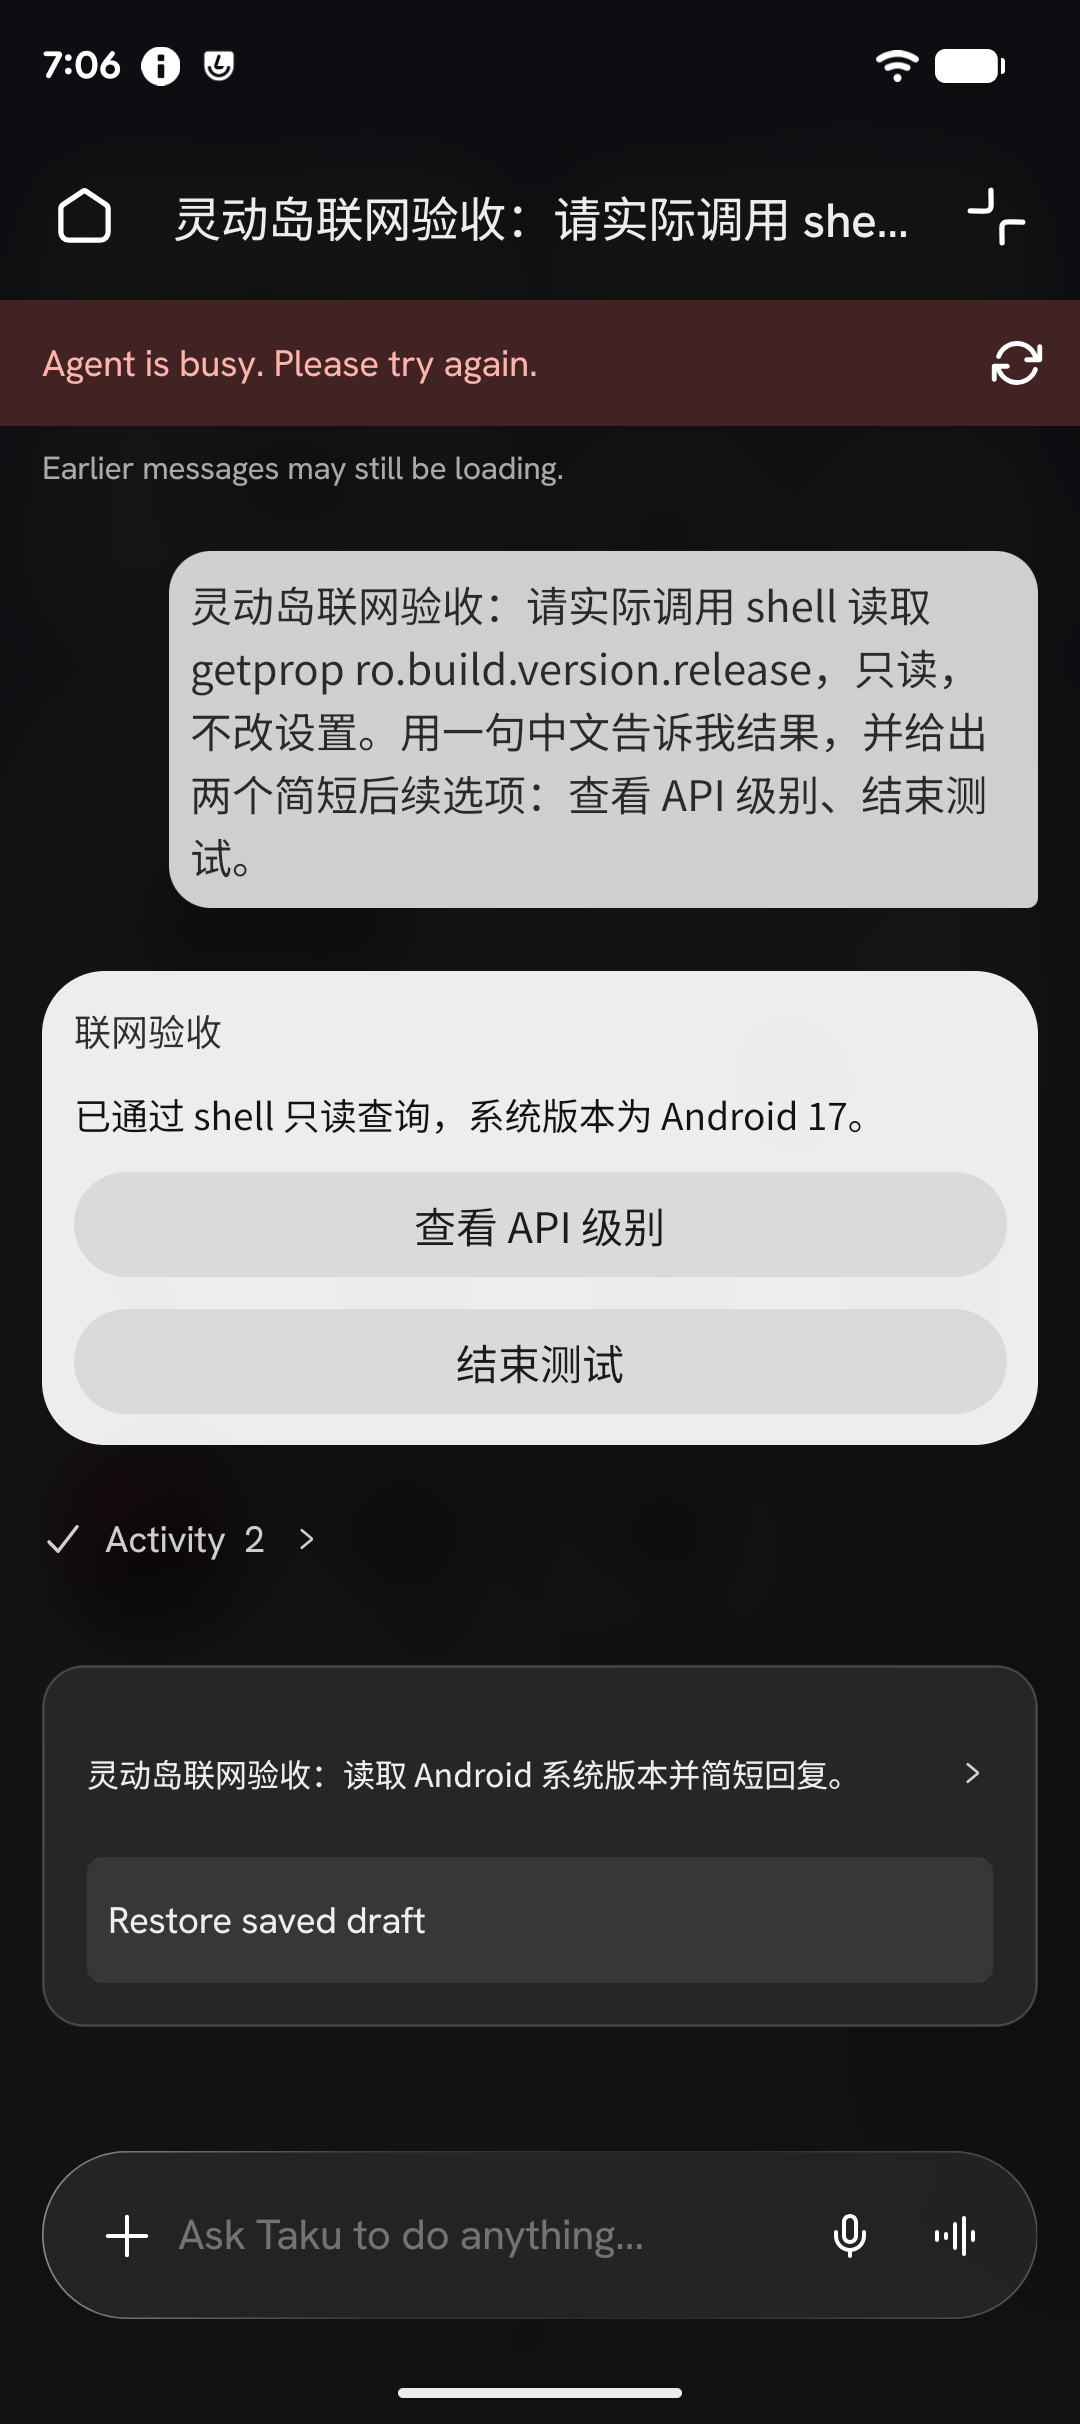 7:06
灵动岛联网验收：请实际调用 she...
Agent is busy. Please try again.
Earlier messages may still be loading.
灵动岛联网验收：请实际调用 shell 读取
getprop ro.build.version.release，只读，
不改设置。用一句中文告诉我结果，并给出
两个简短后续选项：查看 API 级别、结束测
试。
联网验收
已通过 shell 只读查询，系统版本为 Android 17。
查看 API 级别
结束测试
Activity 2
灵动岛联网验收：读取 Android 系统版本并简短回复。
Restore saved draft
Ask Taku to do anything...